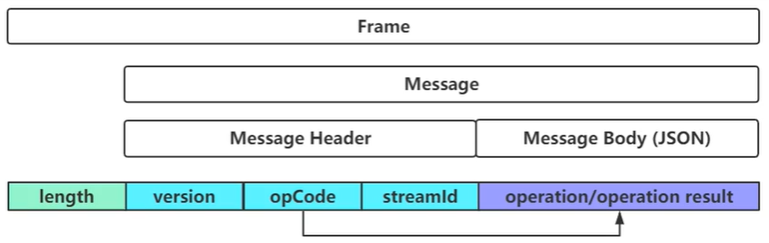 Frame
Message
Message Header Message Body (JSON)
length version opCode streamId operation/operation result